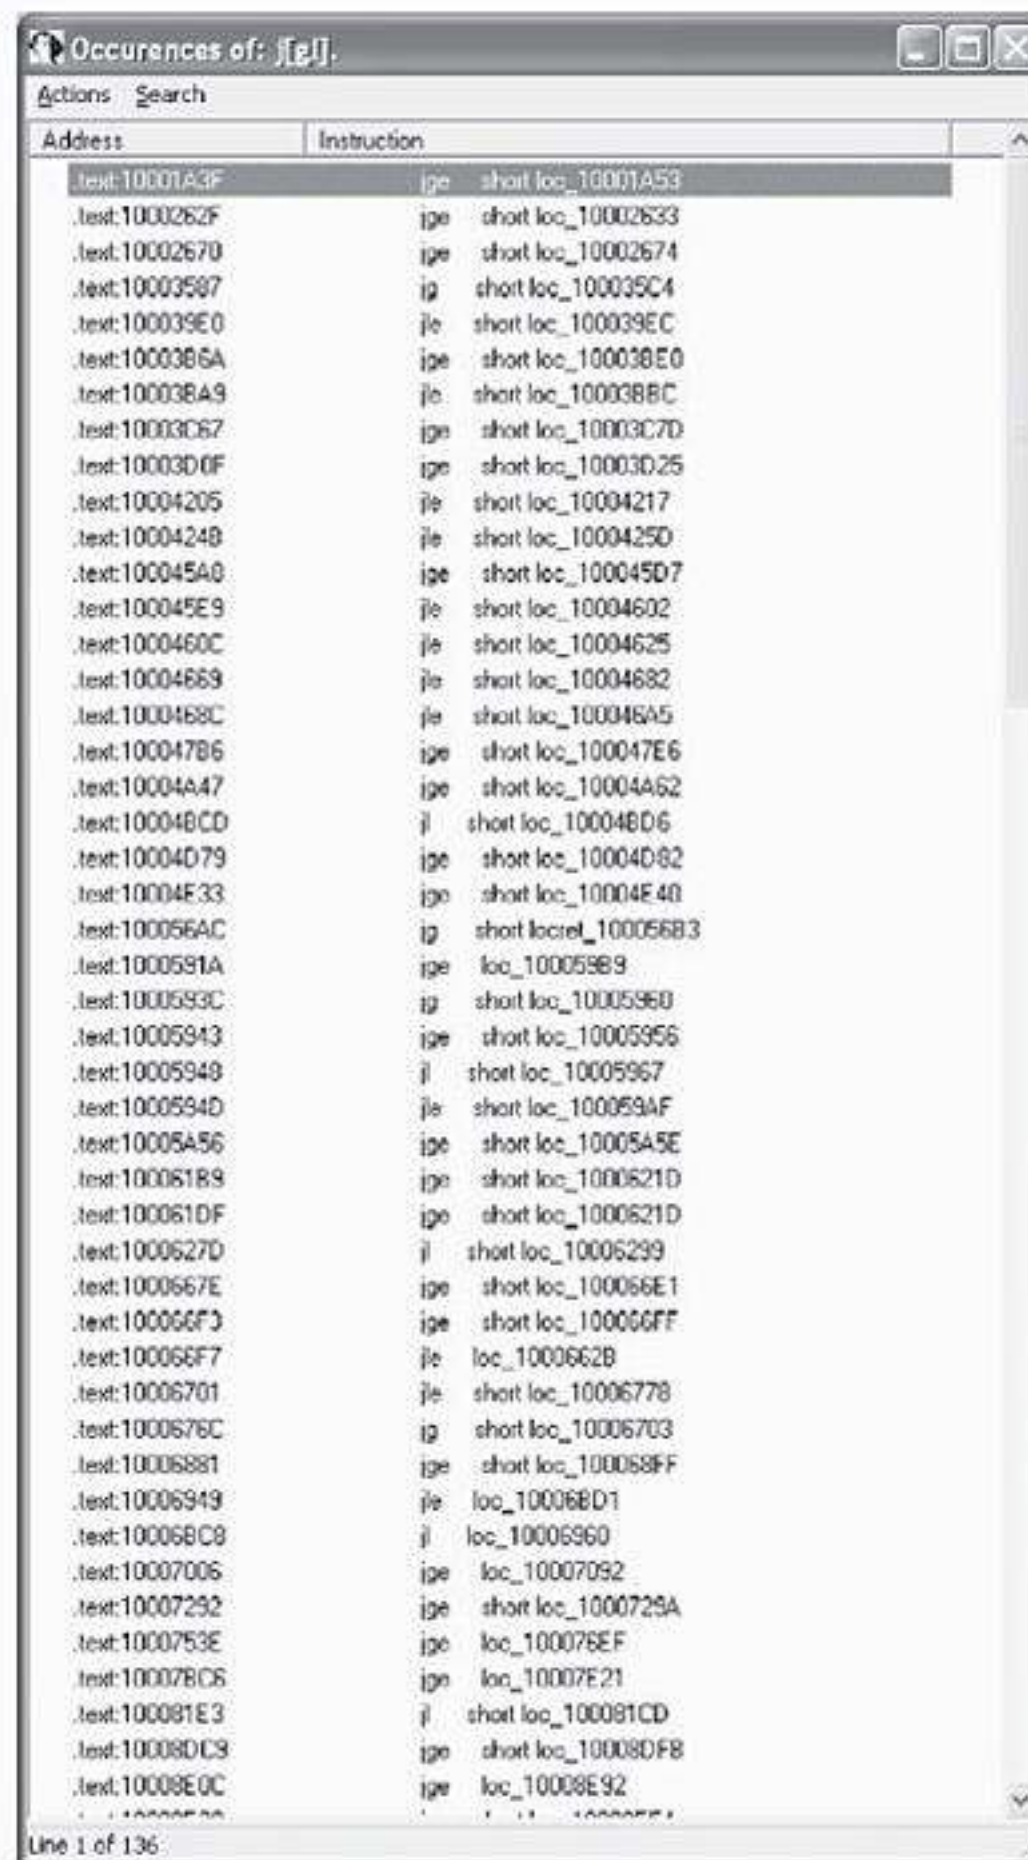 Occurences of: j[gl].
Actions Search
Address Instruction
.text:10001A3F jge short loc_10001A53
.text:1000262F jge short loc_10002633
.text:10002670 jge short loc_10002674
.text:10003587 jg short loc_100035C4
.text:100039E0 jle short loc_100039EC
.text:10003B6A jge short loc_10003BE0
.text:10003BA9 jle short loc_10003BBC
.text:10003C67 jge short loc_10003C7D
.text:10003D0F jge short loc_10003D25
.text:10004205 jle short loc_10004217
.text:1000424B jle short loc_1000425D
.text:100045A8 jge short loc_100045D7
.text:100045E9 jle short loc_10004602
.text:1000460C jle short loc_10004625
.text:10004669 jle short loc_10004682
.text:1000468C jle short loc_100046A5
.text:100047B6 jge short loc_100047E6
.text:10004A47 jge short loc_10004A62
.text:10004BCD jl short loc_10004BD6
.text:10004D79 jge short loc_10004D82
.text:10004E33 jge short loc_10004E40
.text:100056AC jg short locret_100056B3
.text:1000591A jge loc_100059B9
.text:1000593C jg short loc_10005960
.text:10005943 jge short loc_10005956
.text:10005948 jl short loc_10005967
.text:1000594D jle short loc_100059AF
.text:10005A56 jge short loc_10005A5E
.text:100061B9 jge short loc_1000621D
.text:100061DF jge short loc_1000621D
.text:1000627D jl short loc_10006299
.text:1000667E jge short loc_100066E1
.text:100066F3 jge short loc_100066FF
.text:100066F7 jle loc_1000662B
.text:10006701 jle short loc_10006778
.text:1000676C jg short loc_10006703
.text:10006881 jge short loc_100068FF
.text:10006949 jle loc_10006BD1
.text:10006BC8 jl loc_10006960
.text:10007006 jge loc_10007092
.text:10007292 jge short loc_1000729A
.text:1000753E jge loc_100076EF
.text:10007BC6 jge loc_10007E21
.text:100081E3 jl short loc_100081CD
.text:10008DC9 jge short loc_10008DF8
.text:10008E0C jge loc_10008E92
Line 1 of 136